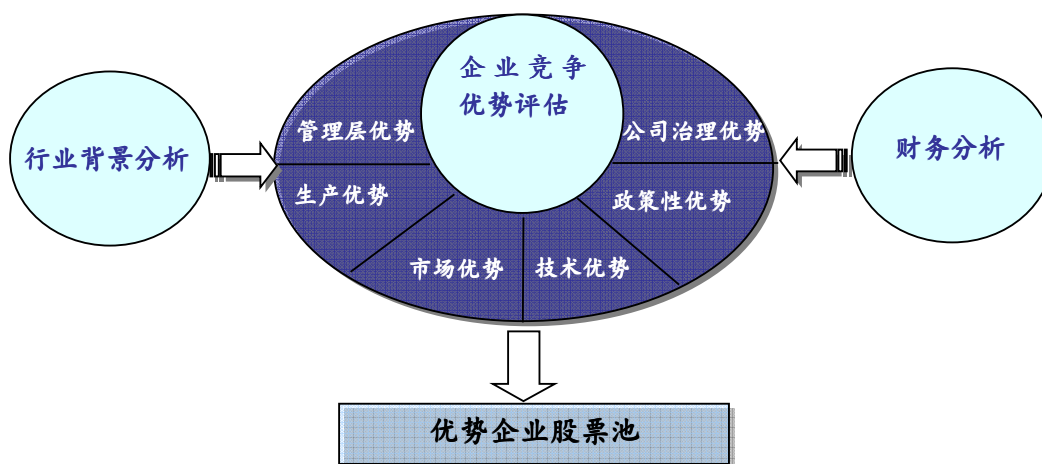 企业竞争
优势评估
管理层优势
公司治理优势
行业背景分析
财务分析
生产优势
政策性优势
市场优势
技术优势
优势企业股票池